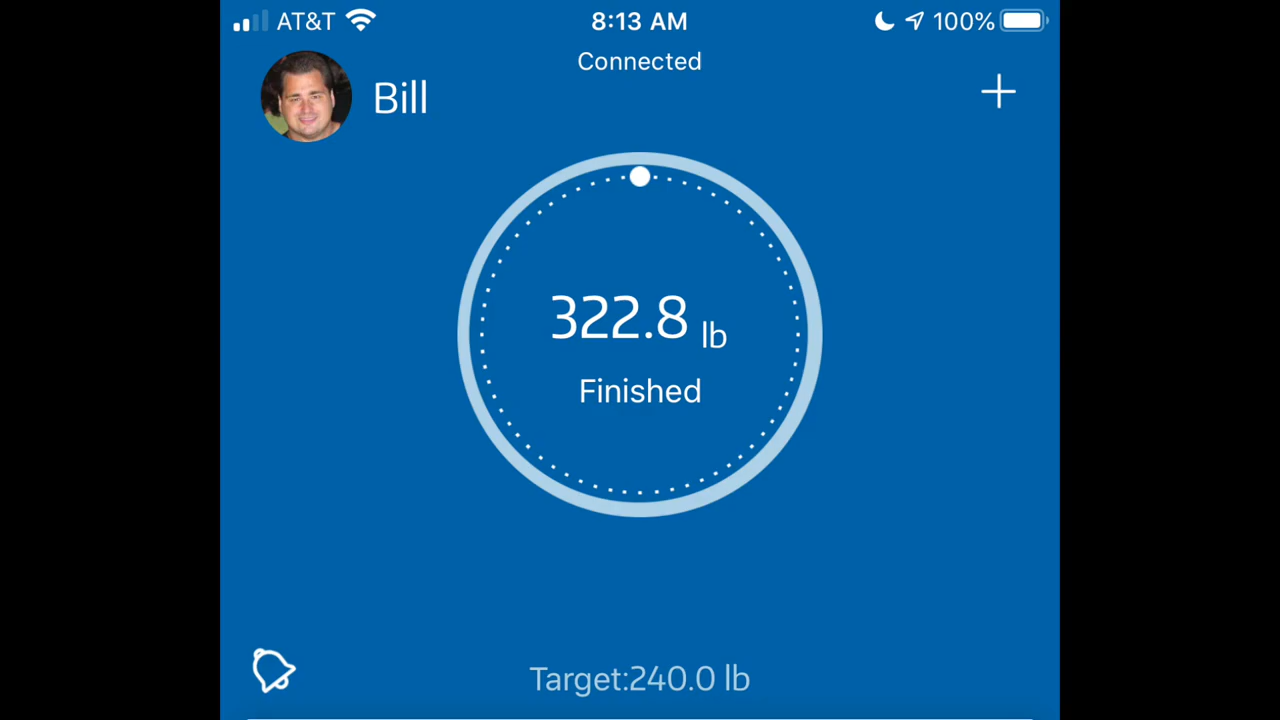 AT&T 8:13 AM 100%
Connected
Bill
322.8 lb
Finished
Target:240.0 lb